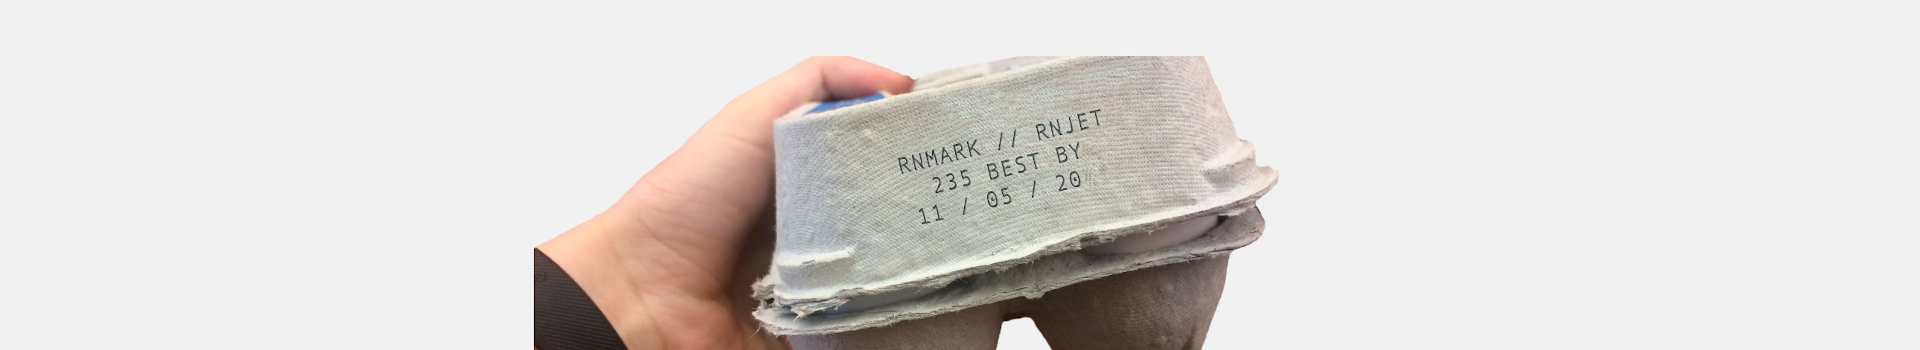 RNMARK // RNJET
235 BEST BY
11 / 05 / 20